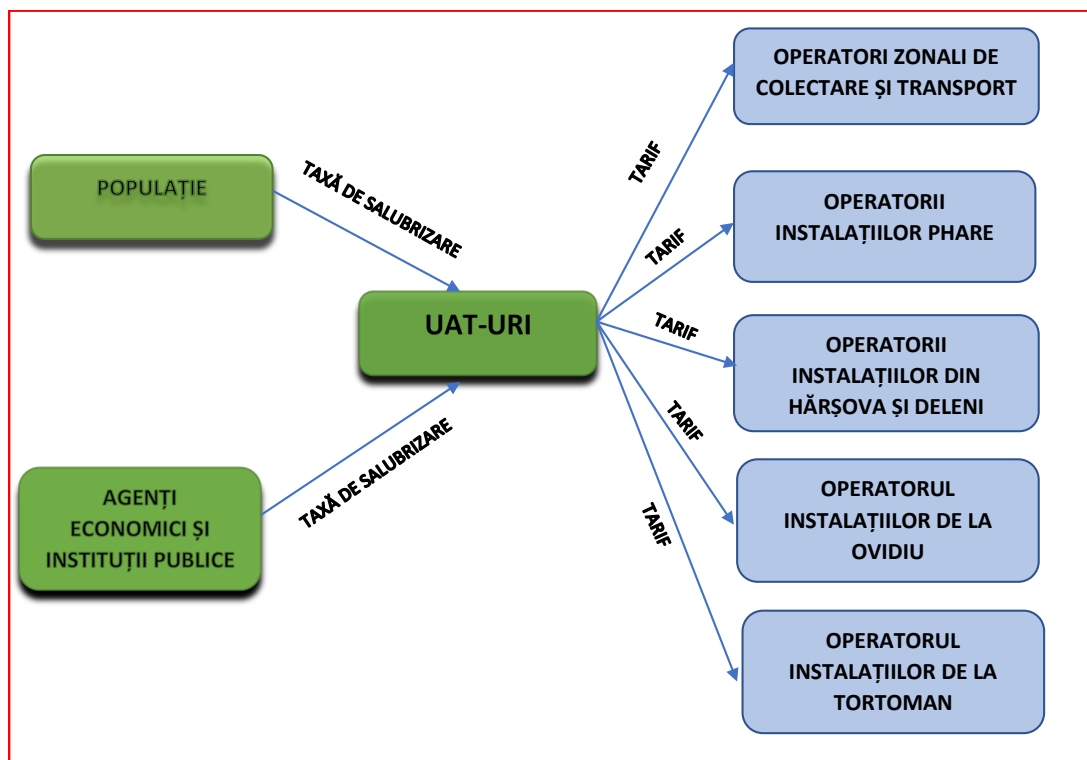 POPULAȚIE
AGENȚI
ECONOMICI ȘI
INSTITUȚII PUBLICE
TAXĂ DE SALUBRIZARE
TAXĂ DE SALUBRIZARE
UAT-URI
TARIF
TARIF
TARIF
TARIF
TARIF
OPERATORI ZONALI DE
COLECTARE ȘI TRANSPORT
OPERATORII
INSTALAȚIILOR PHARE
OPERATORII
INSTALAȚIILOR DIN
HĂRȘOVA ȘI DELENI
OPERATORUL
INSTALAȚIILOR DE LA
OVIDIU
OPERATORUL
INSTALAȚIILOR DE LA
TORTOMAN